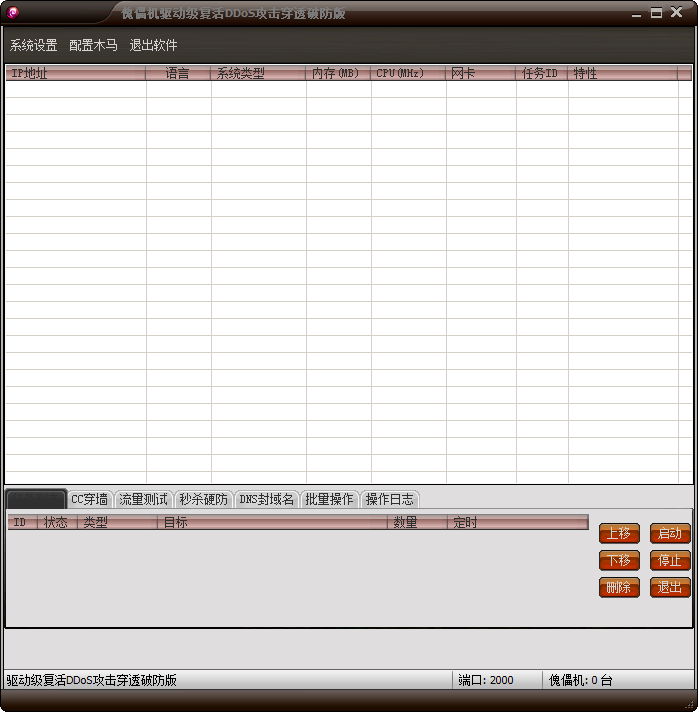 傀儡机驱动级复活DDoS攻击穿透破防版
系统设置 配置木马 退出软件
IP地址 语言 系统类型 内存(MB) CPU(MHz) 网卡 任务ID 特性
CC穿墙 流量测试 秒杀硬防 DNS封域名 批量操作 操作日志
ID 状态 类型 目标 数量 定时
上移 启动
下移 停止
删除 退出
驱动级复活DDoS攻击穿透破防版 端口: 2000 傀儡机: 0 台